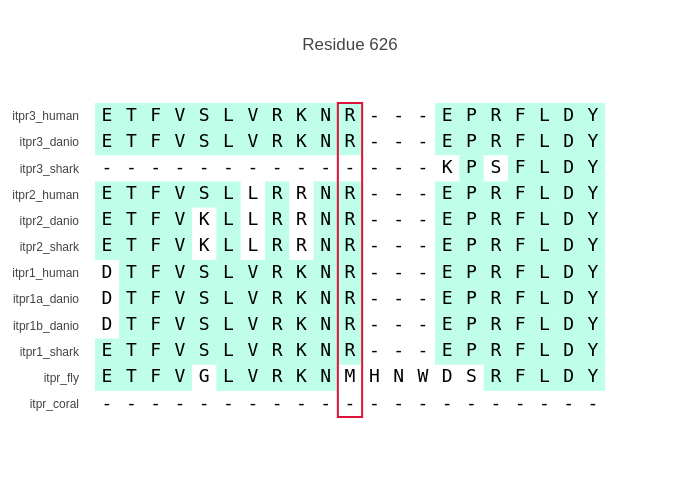 Residue 626
itpr3_human E T F V S L V R K N R - - - E P R F L D Y
itpr3_danio E T F V S L V R K N R - - - E P R F L D Y
itpr3_shark - - - - - - - - - - - - - - K P S F L D Y
itpr2_human E T F V S L L R R N R - - - E P R F L D Y
itpr2_danio E T F V K L L R R N R - - - E P R F L D Y
itpr2_shark E T F V K L L R R N R - - - E P R F L D Y
itpr1_human D T F V S L V R K N R - - - E P R F L D Y
itpr1a_danio D T F V S L V R K N R - - - E P R F L D Y
itpr1b_danio D T F V S L V R K N R - - - E P R F L D Y
itpr1_shark E T F V S L V R K N R - - - E P R F L D Y
itpr_fly E T F V G L V R K N M H N W D S R F L D Y
itpr_coral - - - - - - - - - - - - - - - - - - - - -